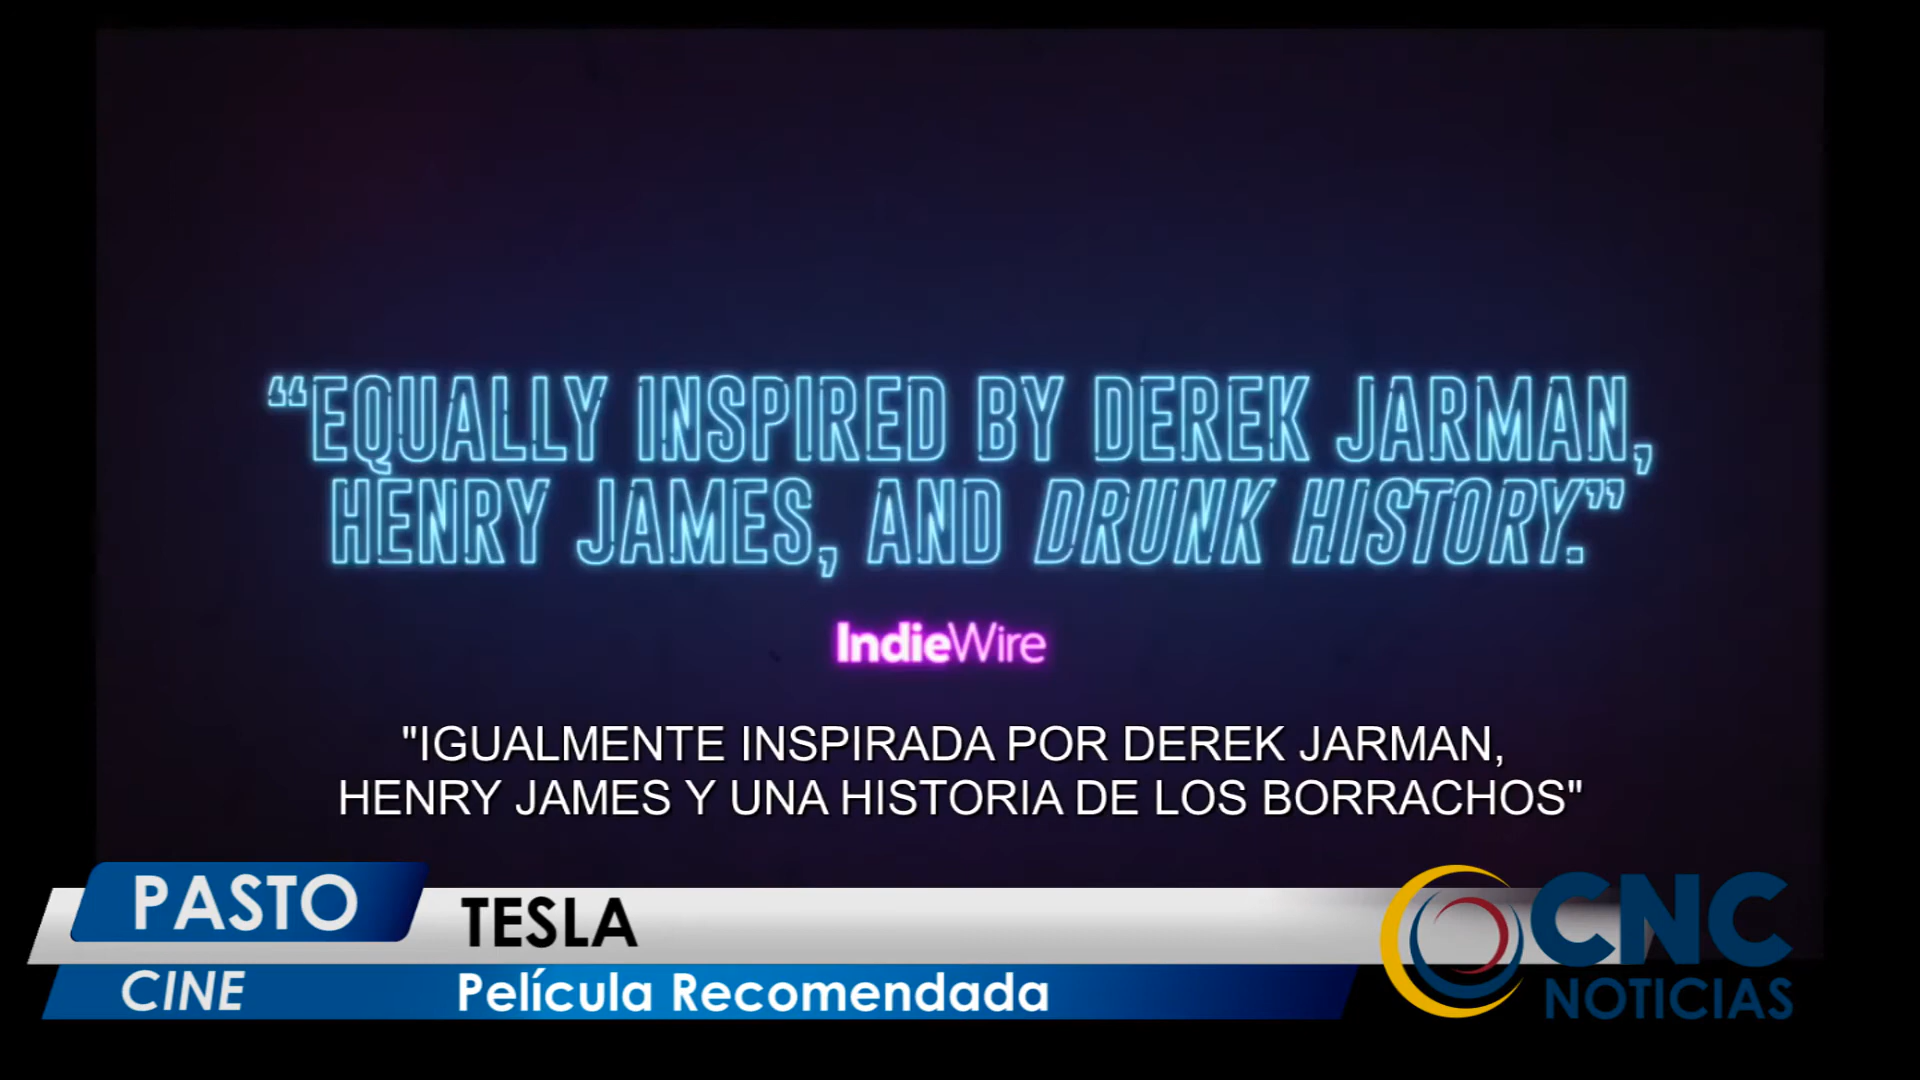 “EQUALLY INSPIRED BY DEREK JARMAN,
HENRY JAMES, AND DRUNK HISTORY.”
IndieWire
"IGUALMENTE INSPIRADA POR DEREK JARMAN,
HENRY JAMES Y UNA HISTORIA DE LOS BORRACHOS"
PASTO
TESLA
CINE
Película Recomendada
CNC
NOTICIAS